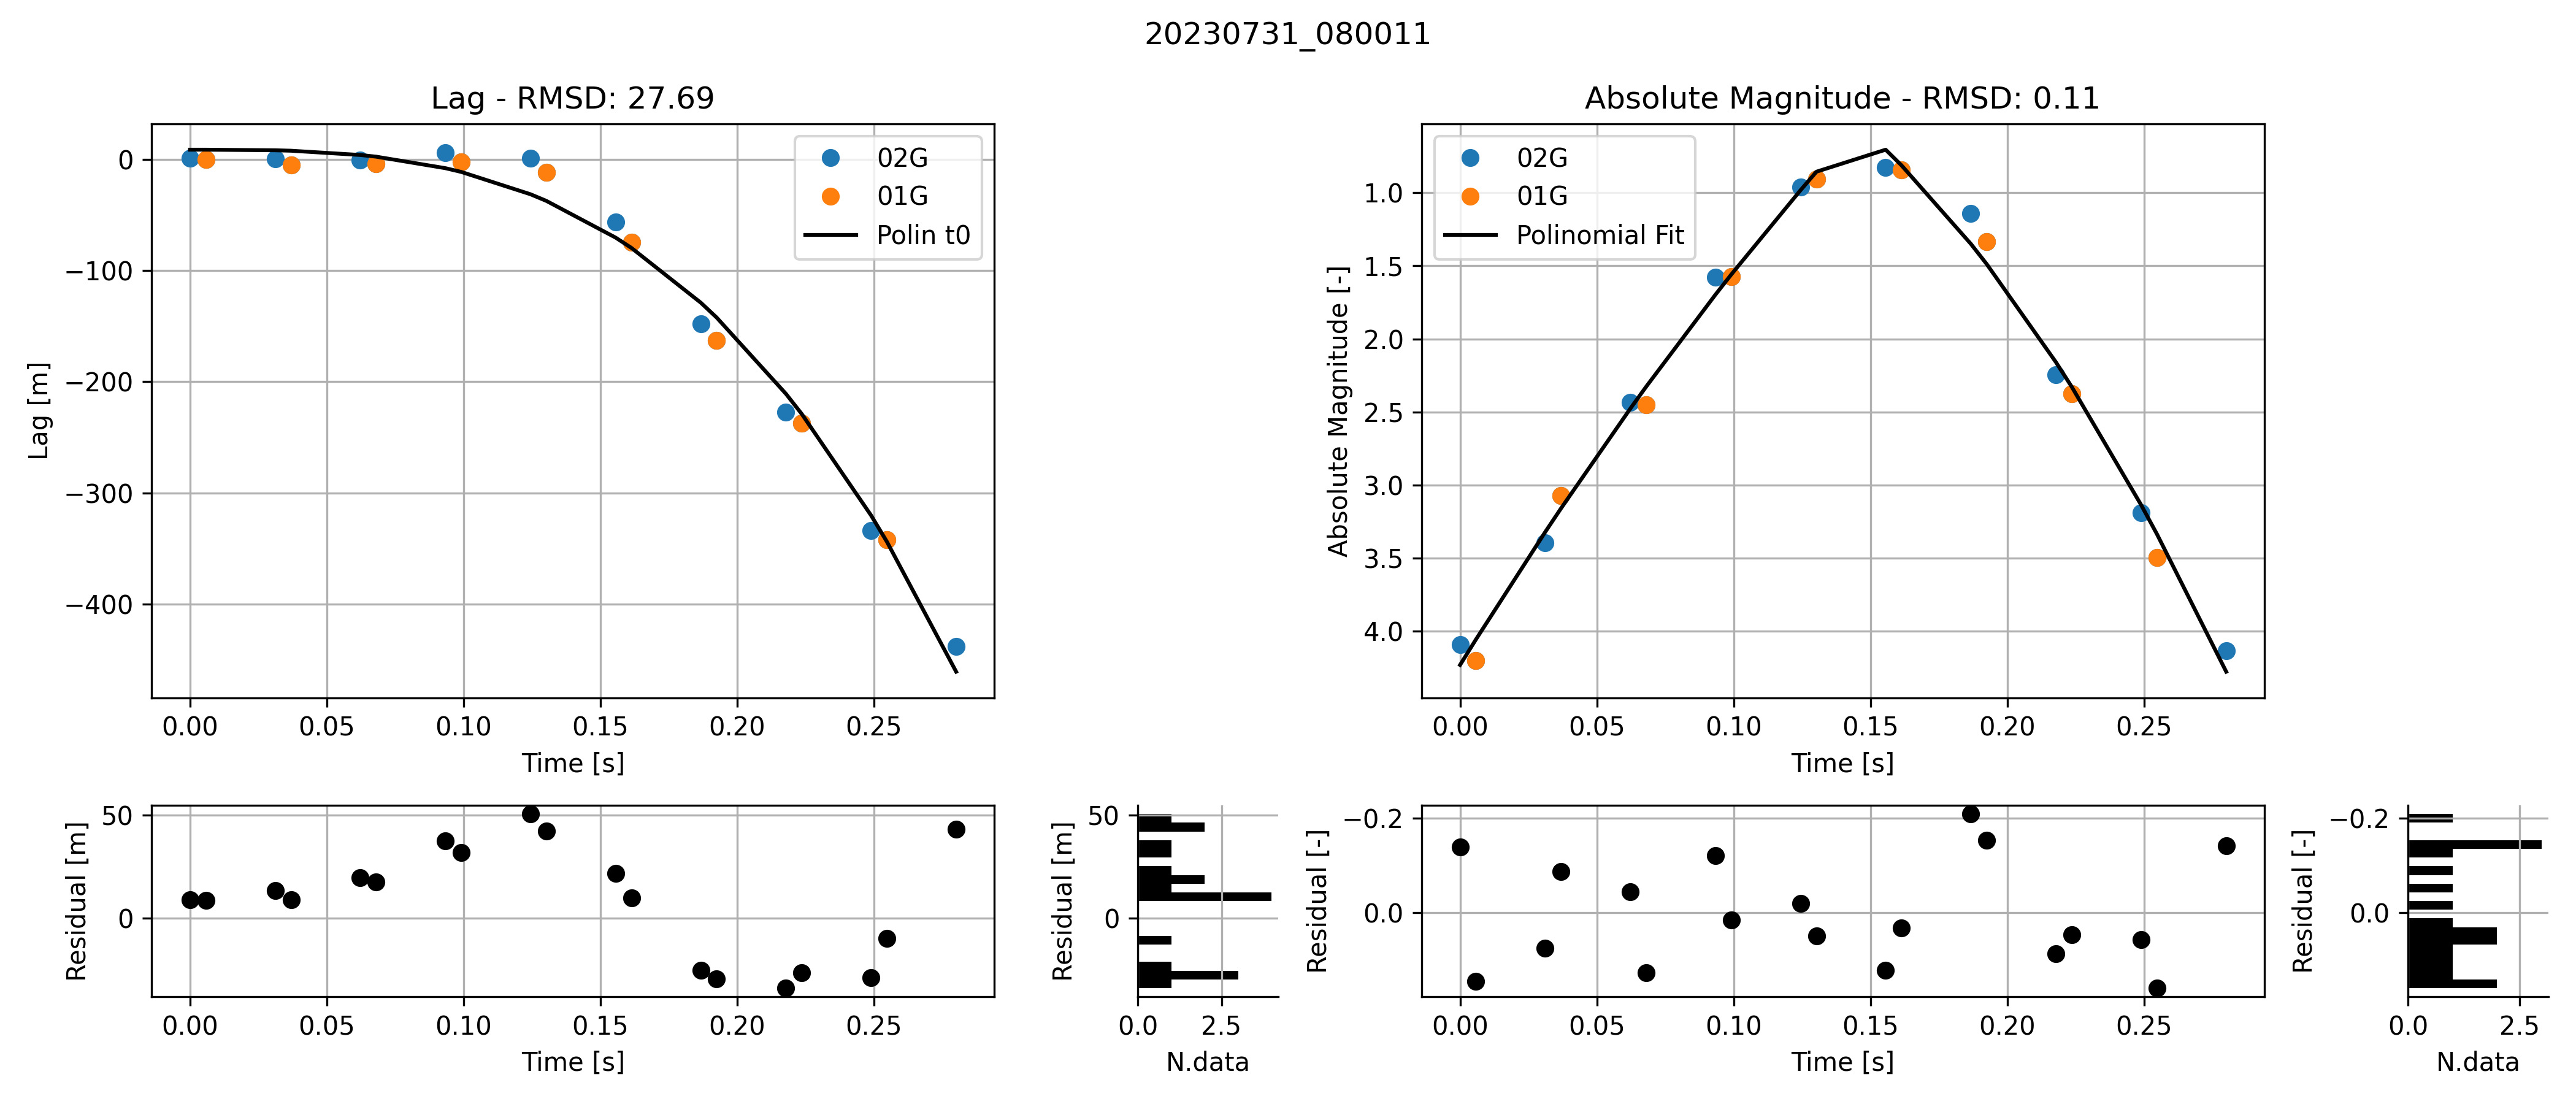 20230731_080011
Lag - RMSD: 27.69
02G
01G
Polin t0
Lag [m]
0
−100
−200
−300
−400
0.00 0.05 0.10 0.15 0.20 0.25
Time [s]
Absolute Magnitude - RMSD: 0.11
02G
01G
Polinomial Fit
Absolute Magnitude [-]
1.0
1.5
2.0
2.5
3.0
3.5
4.0
0.00 0.05 0.10 0.15 0.20 0.25
Time [s]
Residual [m]
50
0
0.00 0.05 0.10 0.15 0.20 0.25
Time [s]
Residual [m]
50
0
0.0 2.5
N.data
Residual [-]
−0.2
0.0
0.00 0.05 0.10 0.15 0.20 0.25
Time [s]
Residual [-]
−0.2
0.0
0.0 2.5
N.data